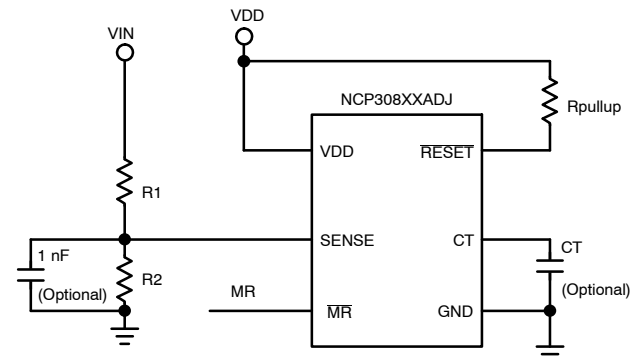 VDD
VIN
NCP308XXADJ
Rpullup
VDD
RESET
R1
SENSE
CT
CT
1 nF
R2
(Optional)
(Optional)
MR
MR
GND